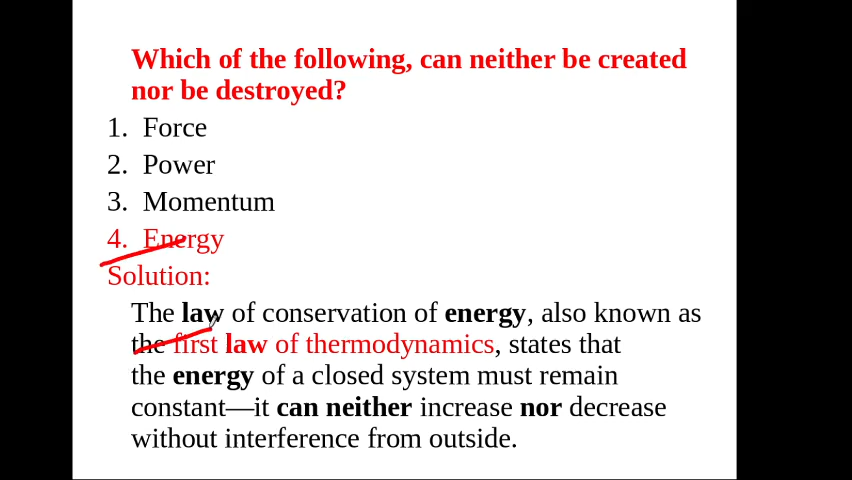 Which of the following, can neither be created
nor be destroyed?
1. Force
2. Power
3. Momentum
4. Energy
Solution:
The law of conservation of energy, also known as
the first law of thermodynamics, states that
the energy of a closed system must remain
constant—it can neither increase nor decrease
without interference from outside.